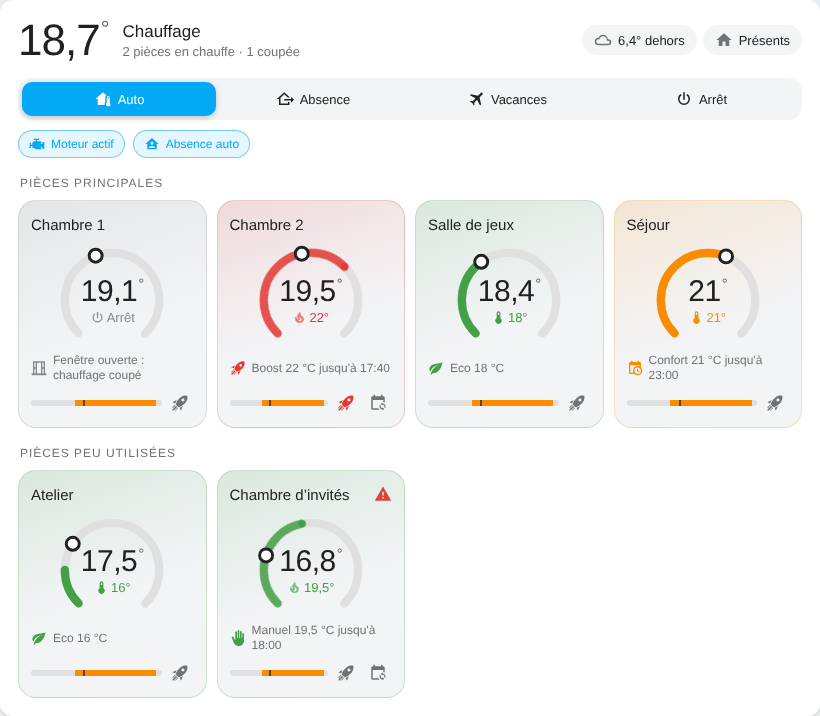 18,7°
Chauffage
2 pièces en chauffe · 1 coupée
6,4° dehors
Présents
Auto
Absence
Vacances
Arrêt
Moteur actif
Absence auto
PIÈCES PRINCIPALES
Chambre 1
19,1°
Arrêt
Fenêtre ouverte :
chauffage coupé
Chambre 2
19,5°
22°
Boost 22 °C jusqu'à 17:40
Salle de jeux
18,4°
18°
Eco 18 °C
Séjour
21°
21°
Confort 21 °C jusqu'à
23:00
PIÈCES PEU UTILISÉES
Atelier
17,5°
16°
Eco 16 °C
Chambre d’invités
16,8°
19,5°
Manuel 19,5 °C jusqu'à
18:00